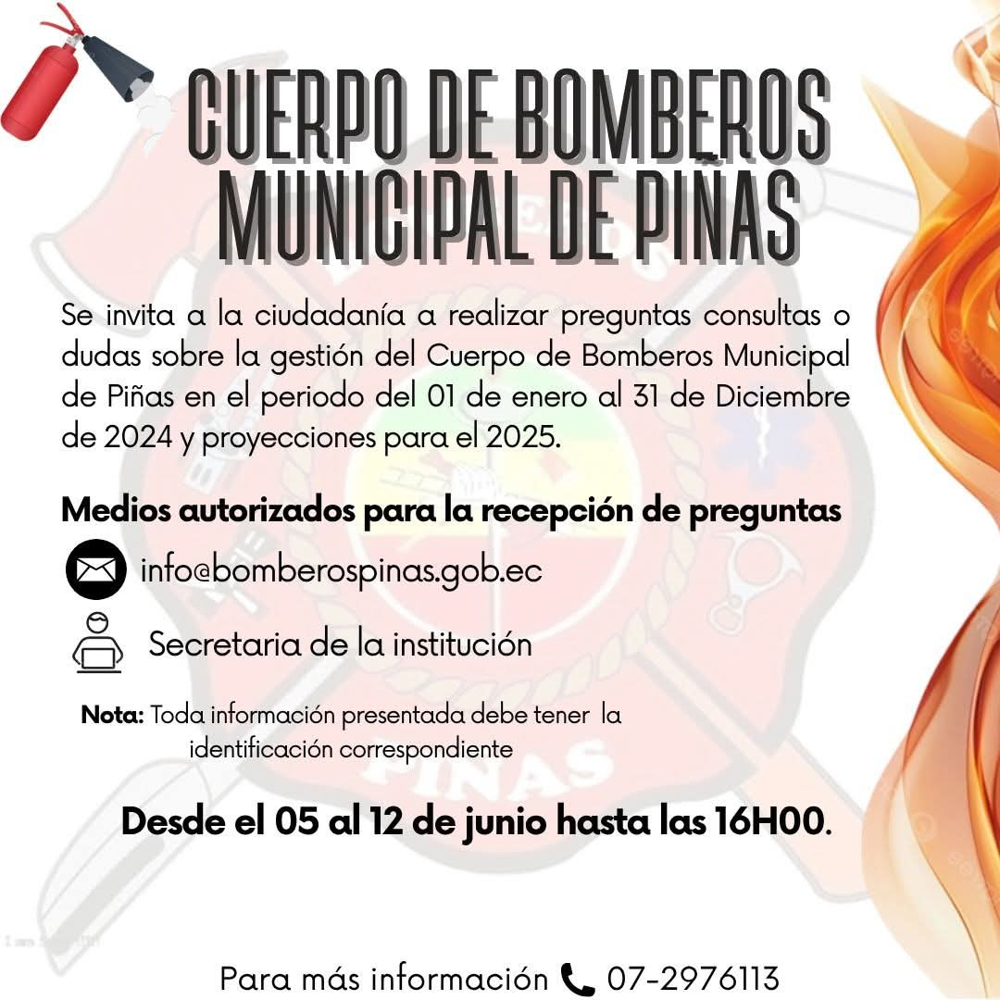 CUERPO DE BOMBEROS
MUNICIPAL DE PIÑAS
Se invita a la ciudadanía a realizar preguntas consultas o
dudas sobre la gestión del Cuerpo de Bomberos Municipal
de Piñas en el periodo del 01 de enero al 31 de Diciembre
de 2024 y proyecciones para el 2025.
Medios autorizados para la recepción de preguntas
info@bomberospinas.gob.ec
Secretaria de la institución
Nota: Toda información presentada debe tener la
identificación correspondiente
PIÑAS
Desde el 05 al 12 de junio hasta las 16H00.
Para más información 07-2976113